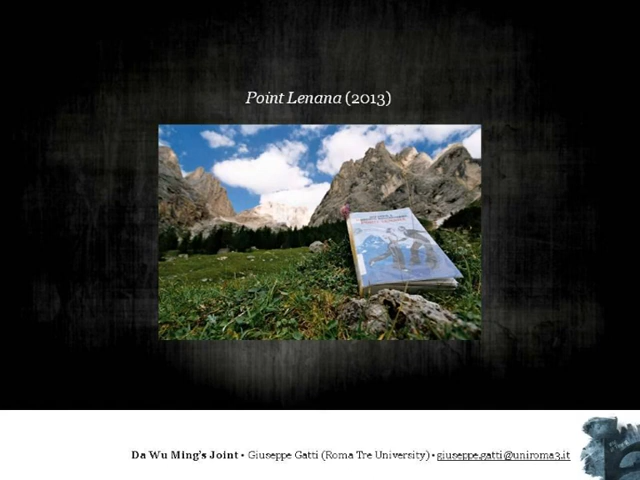 Point Lenana (2013)
Da Wu Ming's Joint • Giuseppe Gatti (Roma Tre University) • giuseppe.gatti@uniroma3.it